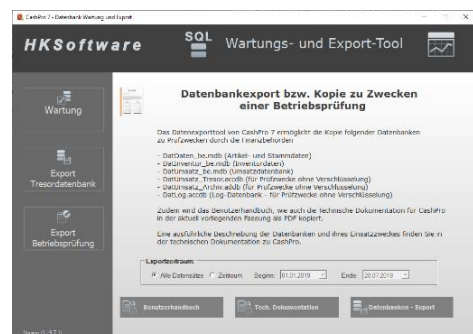 CashPro 7 - Datenbank Wartung und Export
HKSoftware
SQL
Wartungs- und Export-Tool
Wartung
Export
Tresordatenbank
Export
Betriebsprüfung
Datenbankexport bzw. Kopie zu Zwecken
einer Betriebsprüfung
Das Datenexporttool von CashPro 7 ermöglicht die Kopie folgender Datenbanken
zu Prüfzwecken durch die Finanzbehörden
- DatDaten_be.mdb (Artikel- und Stammdaten)
- DatInventur_be.mdb (Inventurdaten)
- DatUmsatz_be.mdb (Umsatzdatenbank)
- DatUmsatz_Tresor.accdb (für Prüfzwecke ohne Verschlüsselung)
- DatUmsatz_Archiv.accdb (für Prüfzwecke ohne Verschlüsselung)
- DatLog.accdb (Log-Datenbank - für Prüfzwecke ohne Verschlüsselung)
Zudem wird das Benutzerhandbuch, wie auch die technische Dokumentation für CashPro
in der aktuell vorliegenden Fassung als PDF kopiert.
Eine ausführliche Beschreibung der Datenbanken und ihres Einsatzzweckes finden Sie in
der technischen Dokumentation zu CashPro.
Exportzeitraum:
Alle Datensätze Zeitraum Beginn: 01.01.2019 Ende: 28.07.2019
Benutzerhandbuch
Tech. Dokumentation
Datenbanken - Export